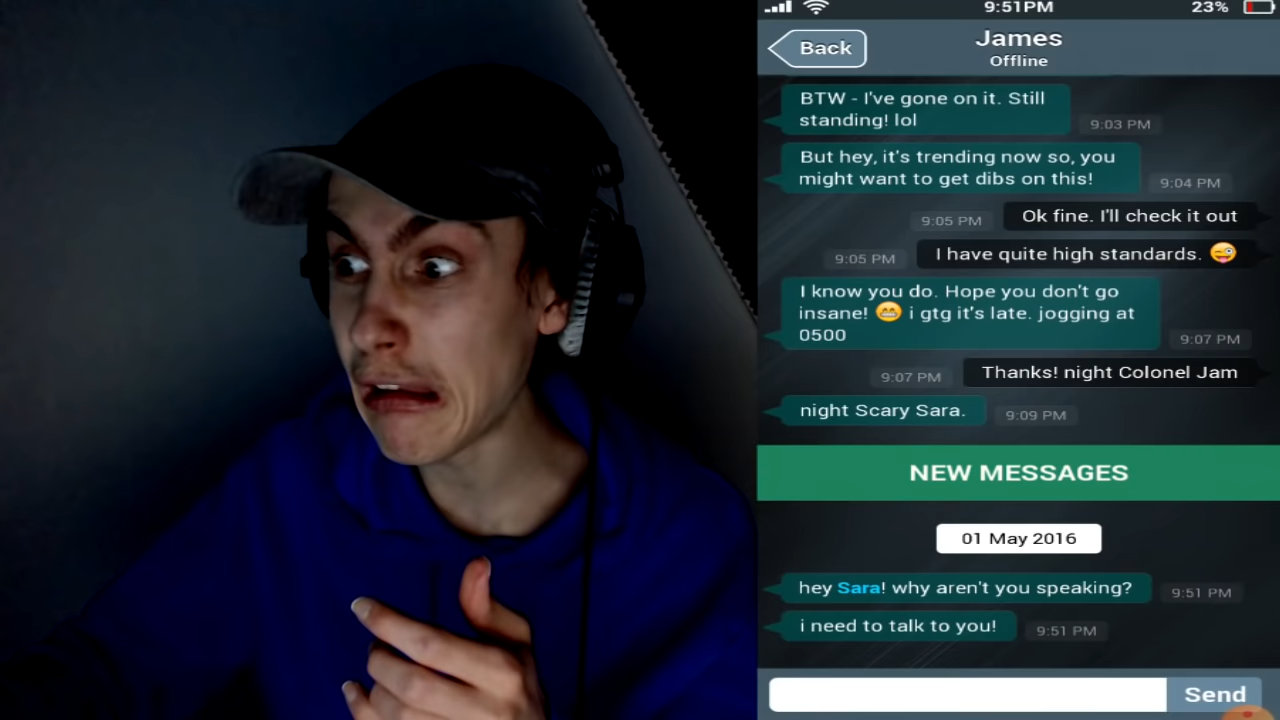 9:51PM
23%
Back
James
Offline
BTW - I've gone on it. Still
standing! lol
9:03 PM
But hey, it's trending now so, you
might want to get dibs on this!
9:04 PM
9:05 PM
Ok fine. I'll check it out
9:05 PM
I have quite high standards. 😜
I know you do. Hope you don't go
insane! 😁 i gtg it's late. jogging at
0500
9:07 PM
9:07 PM
Thanks! night Colonel Jam
night Scary Sara.
9:09 PM
NEW MESSAGES
01 May 2016
hey Sara! why aren't you speaking?
9:51 PM
i need to talk to you!
9:51 PM
Send